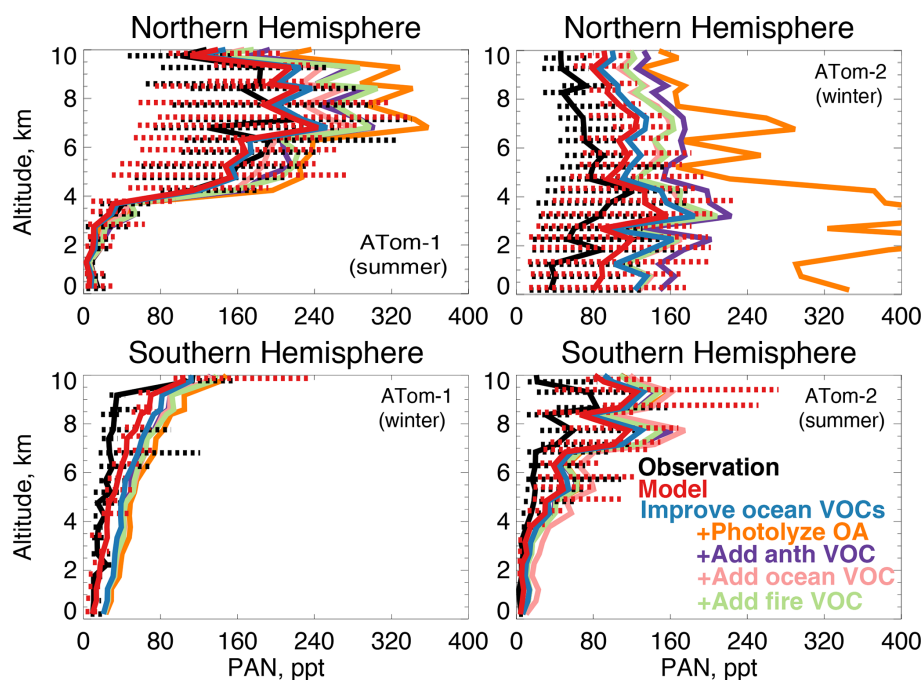 Northern Hemisphere
Northern Hemisphere
10
8
6
4
2
0
Altitude, km
ATom-1
(summer)
0
80
160
240
320
400
10
8
6
4
2
0
ATom-2
(winter)
0
80
160
240
320
400
Southern Hemisphere
Southern Hemisphere
10
8
6
4
2
0
Altitude, km
ATom-1
(winter)
0
80
160
240
320
400
PAN, ppt
10
8
6
4
2
0
ATom-2
(summer)
Observation
Model
Improve ocean VOCs
+Photolyze OA
+Add anth VOC
+Add ocean VOC
+Add fire VOC
0
80
160
240
320
400
PAN, ppt